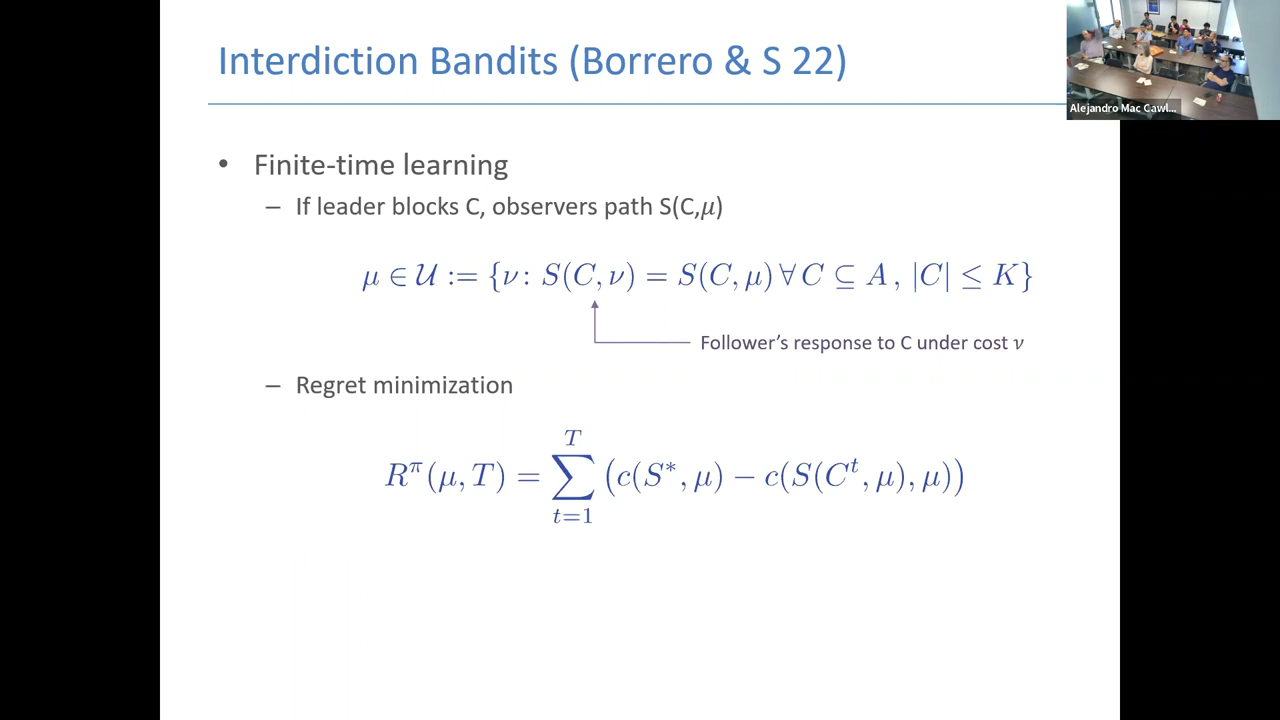 Interdiction Bandits (Borrero & S 22)
Alejandro Mac Cawl...
• Finite-time learning
– If leader blocks C, observers path S(C,μ)
μ ∈ 𝒰 := {ν: S(C, ν) = S(C, μ) ∀ C ⊆ A , |C| ≤ K}
Follower's response to C under cost ν
– Regret minimization
R^π(μ, T) = ∑_{t=1}^{T} (c(S*, μ) − c(S(C^t, μ), μ))